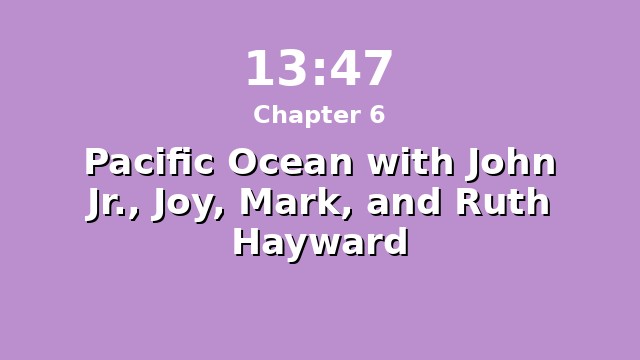 13:47
Chapter 6
Pacific Ocean with John
Jr., Joy, Mark, and Ruth
Hayward